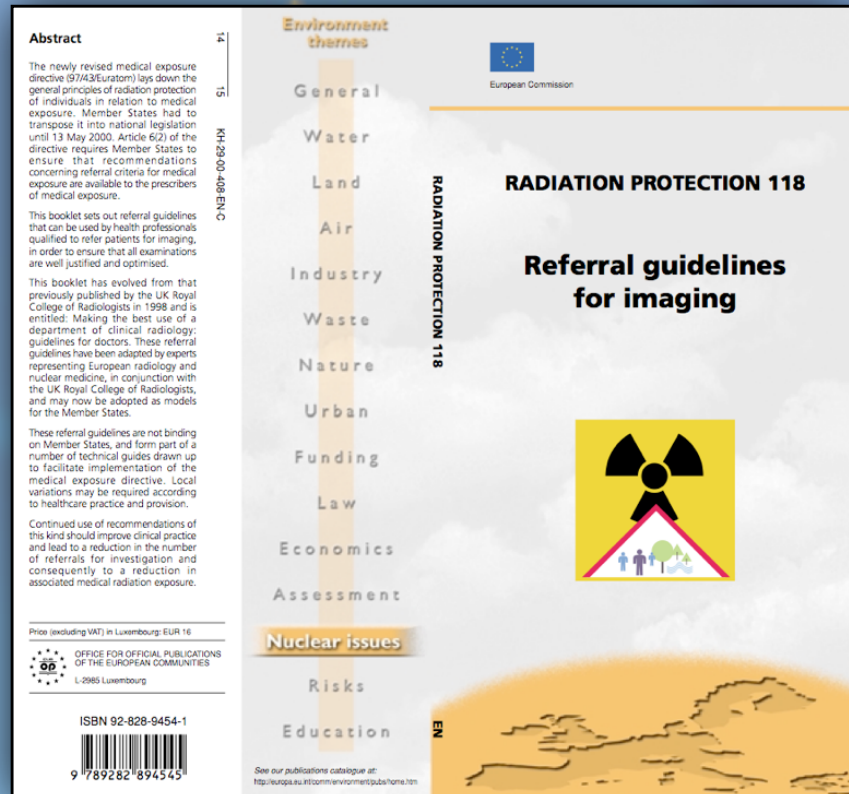 Abstract
The newly revised medical exposure
directive (97/43/Euratom) lays down the
general principles of radiation protection
of individuals in relation to medical
exposure. Member States had to
transpose it into national legislation
until 13 May 2000. Article 6(2) of the
directive requires Member States to
ensure that recommendations
concerning referral criteria for medical
exposure are available to the prescribers
of medical exposure.
This booklet sets out referral guidelines
that can be used by health professionals
qualified to refer patients for imaging,
in order to ensure that all examinations
are well justified and optimised.
This booklet has evolved from that
previously published by the UK Royal
College of Radiologists in 1998 and is
entitled: Making the best use of a
department of clinical radiology:
guidelines for doctors. These referral
guidelines have been adapted by experts
representing European radiology and
nuclear medicine, in conjunction with
the UK Royal College of Radiologists,
and may now be adopted as models
for the Member States.
These referral guidelines are not binding
on Member States, and form part of a
number of technical guides drawn up
to facilitate implementation of the
medical exposure directive. Local
variations may be required according
to healthcare practice and provision.
Continued use of recommendations of
this kind should improve clinical practice
and lead to a reduction in the number
of referrals for investigation and
consequently to a reduction in
associated medical radiation exposure.
Price (excluding VAT) in Luxembourg: EUR 16
OFFICE FOR OFFICIAL PUBLICATIONS
OF THE EUROPEAN COMMUNITIES
L-2985 Luxembourg
ISBN 92-828-9454-1
9 789282 894545
14
15
KH-29-00-408-EN-C
Environment
themes
General
Water
Land
Air
Industry
Waste
Nature
Urban
Funding
Law
Economics
Assessment
Nuclear issues
Risks
Education
See our publications catalogue at:
http://europa.eu.int/comm/environment/pubs/home.htm
RADIATION PROTECTION 118
EN
European Commission
RADIATION PROTECTION 118
Referral guidelines
for imaging